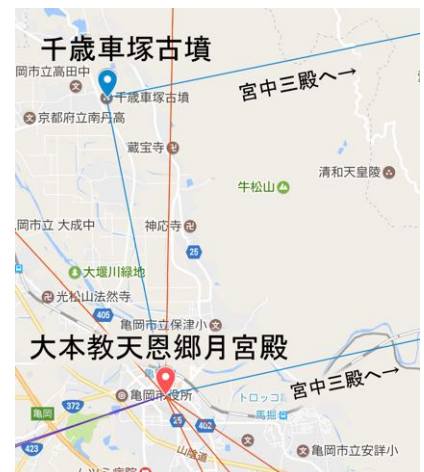 千歳車塚古墳
岡市立高田中
千歳車塚古墳
宮中三殿へ→
京都府立南丹高
蔵宝寺
清和天皇陵
牛松山
岡市立 大成中
神応寺
25
大堰川緑地
光松山法然寺
405
亀岡市立保津小
大本教天恩郷月宮殿
宮中三殿へ→
亀岡市役所
トロッコ
馬堀
亀岡
372
25
402
423
山陰道
亀岡市立安詳小